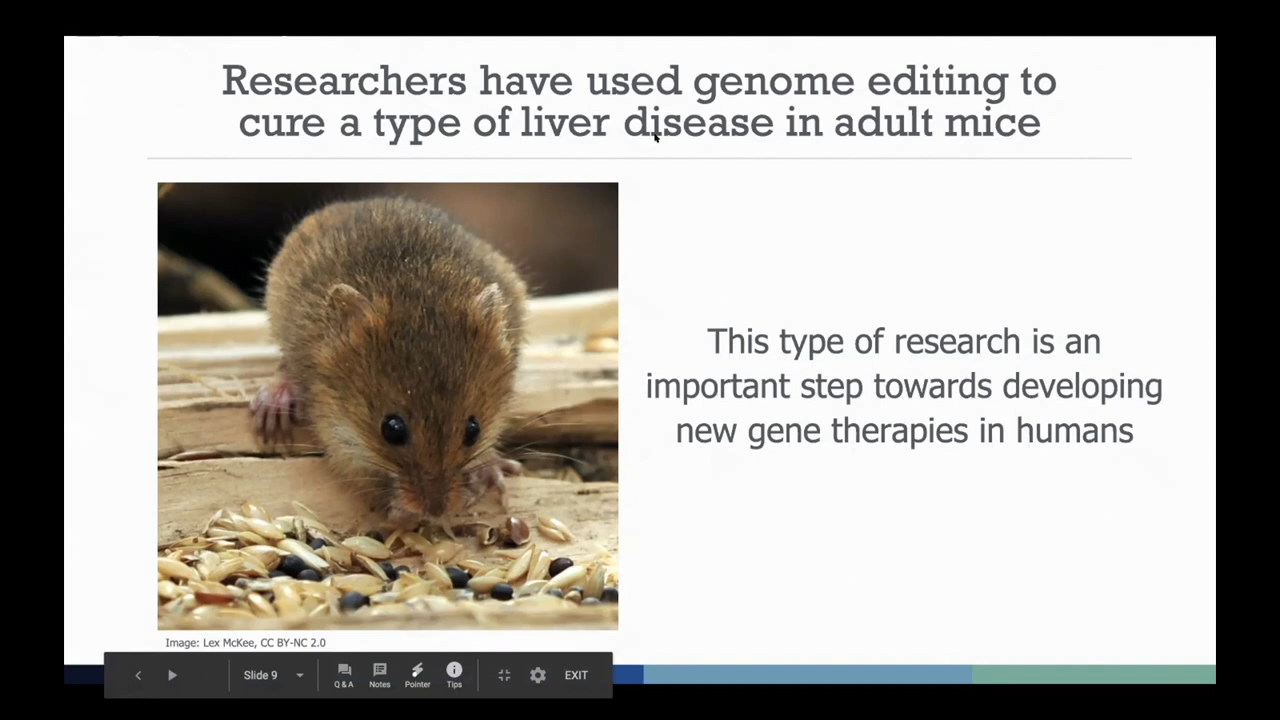 Researchers have used genome editing to
cure a type of liver disease in adult mice
This type of research is an
important step towards developing
new gene therapies in humans
Image: Lex McKee, CC BY-NC 2.0
Slide 9
Q & A
Notes
Pointer
Tips
EXIT